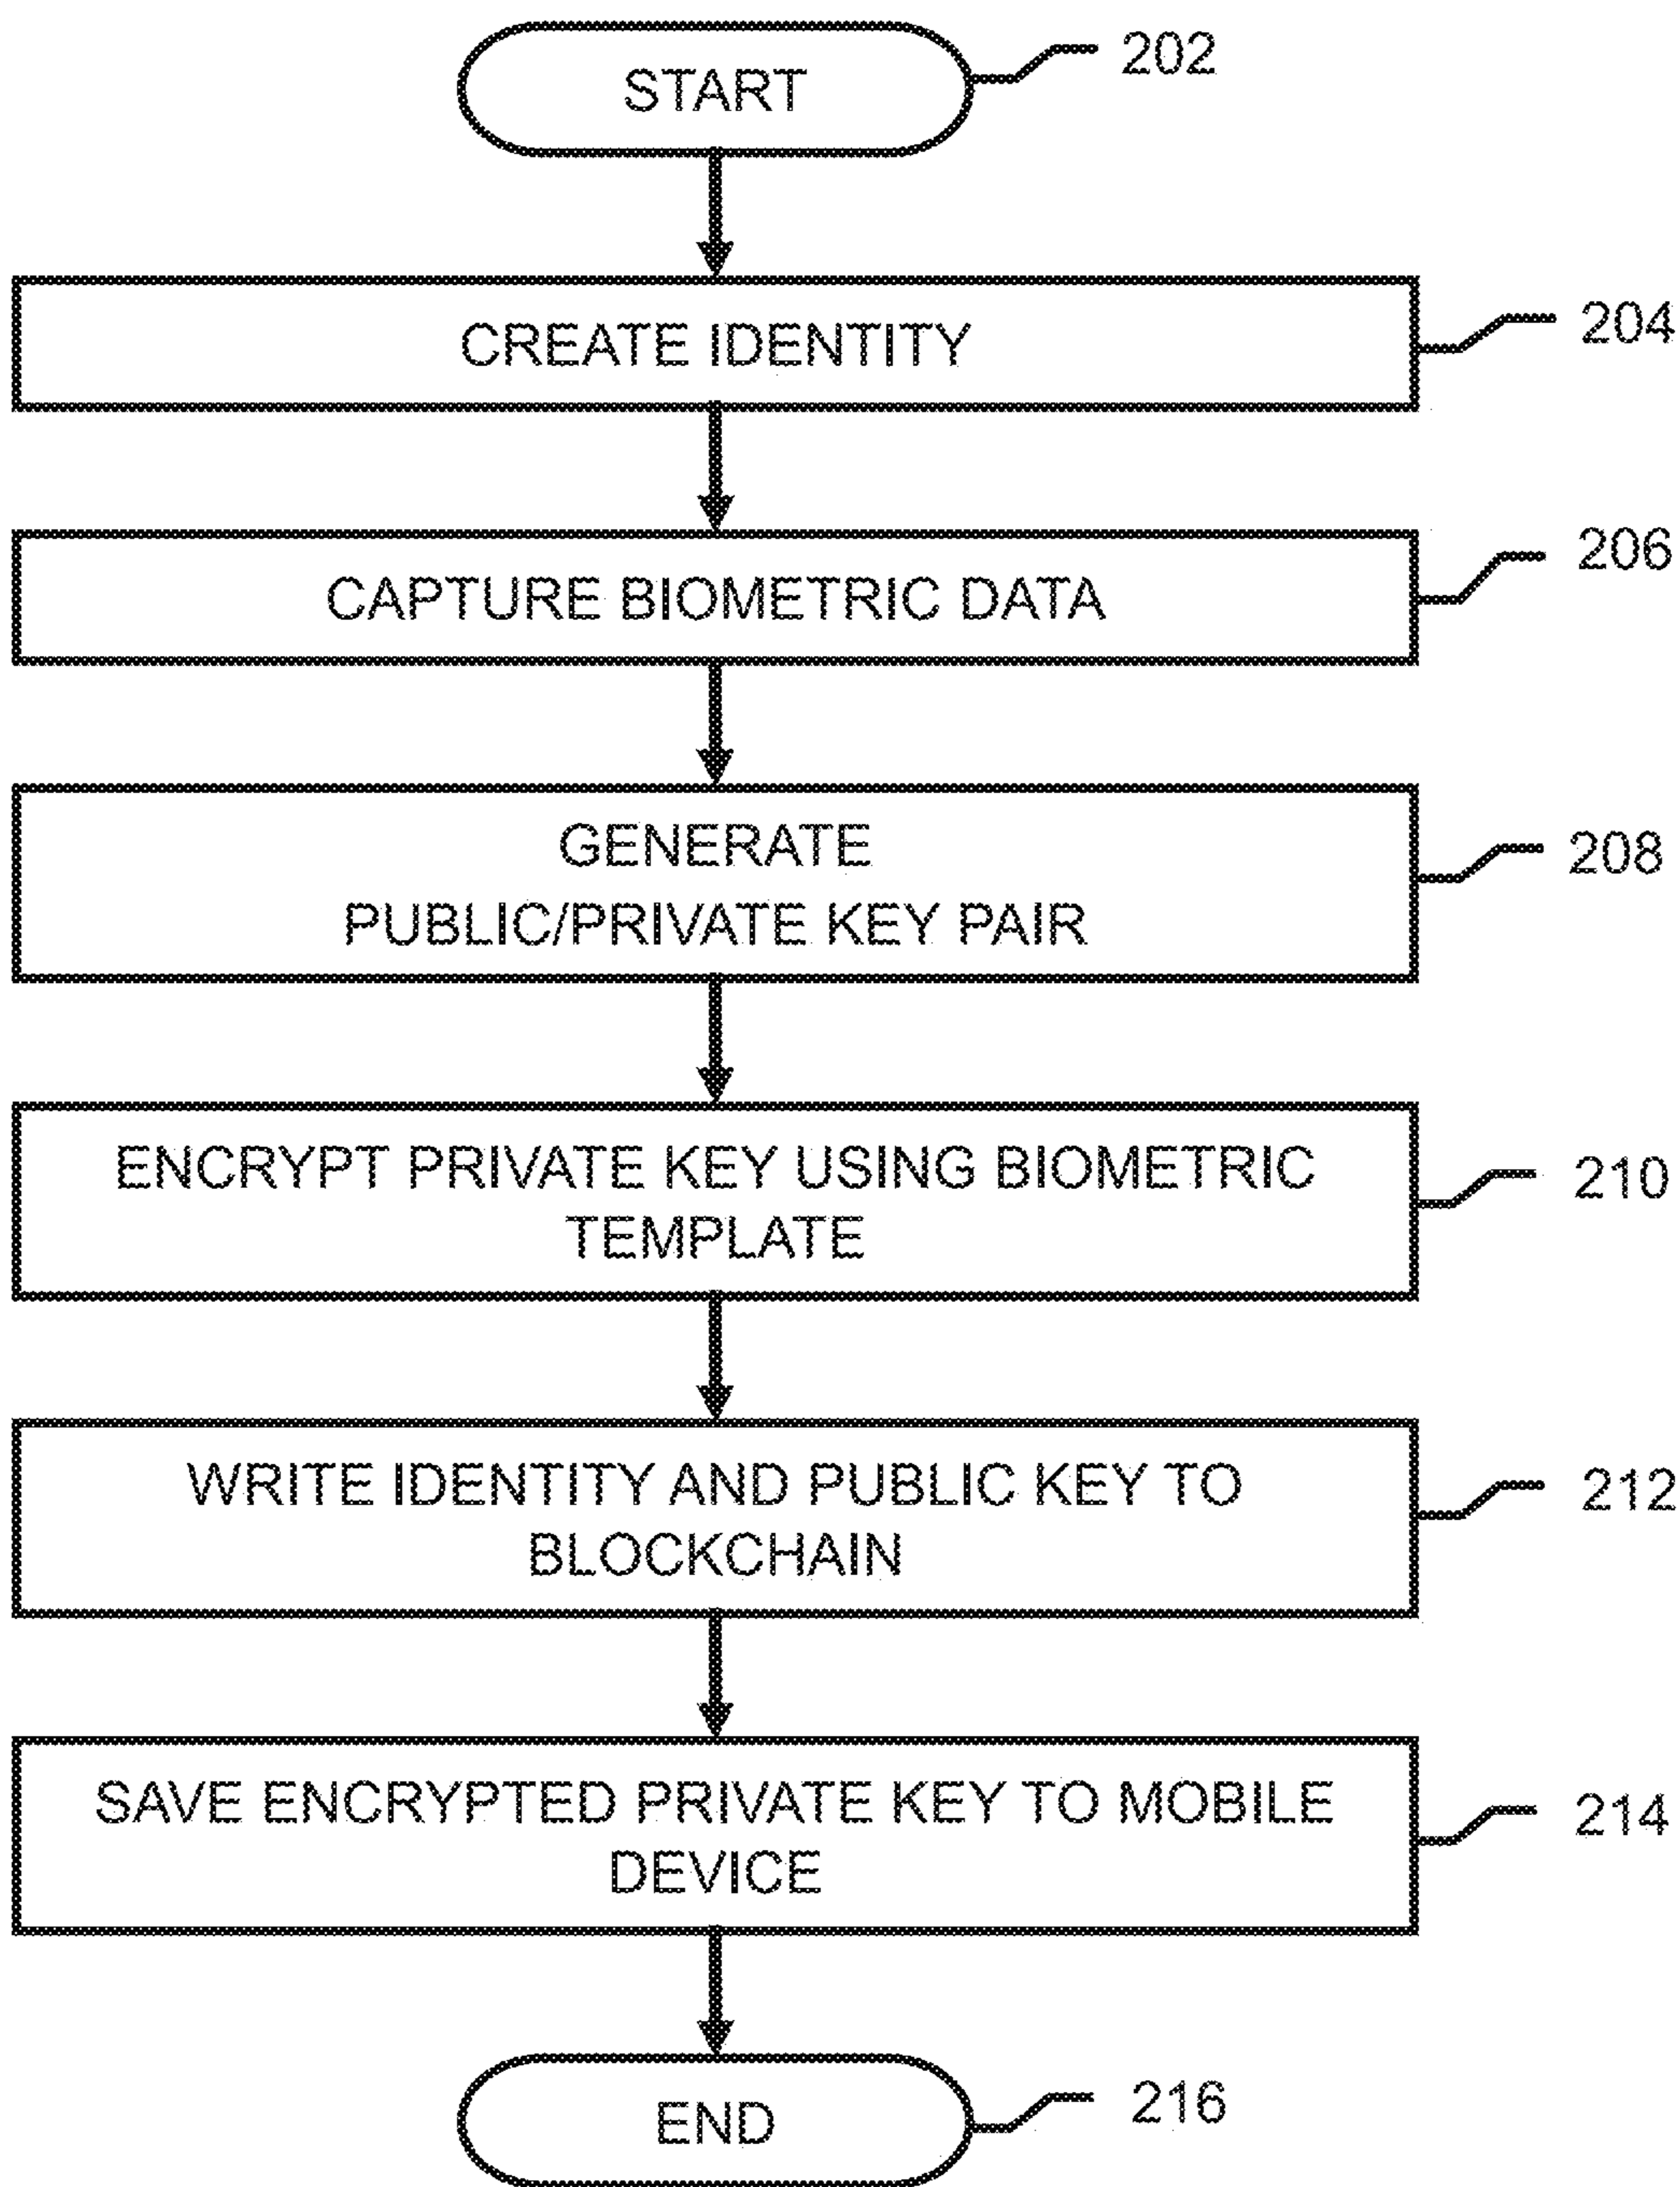 START
202
CREATE IDENTITY
204
CAPTURE BIOMETRIC DATA
206
GENERATE
PUBLIC/PRIVATE KEY PAIR
208
ENCRYPT PRIVATE KEY USING BIOMETRIC
TEMPLATE
210
WRITE IDENTITY AND PUBLIC KEY TO
BLOCKCHAIN
212
SAVE ENCRYPTED PRIVATE KEY TO MOBILE
DEVICE
214
END
216